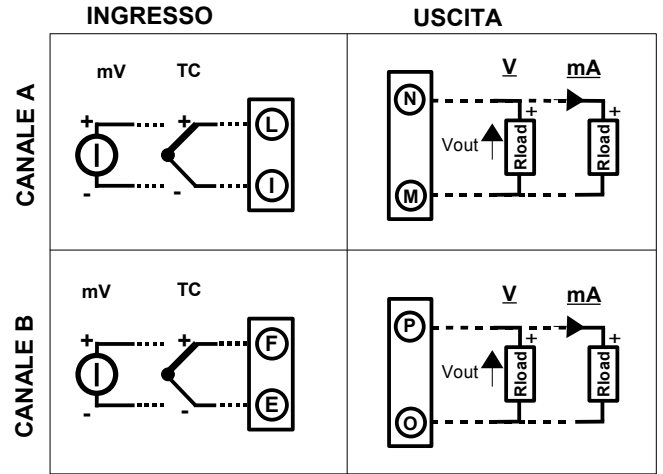 INGRESSO USCITA
CANALE A
mV TC
+ + L
- - I
N V mA
+ +
Vout Rload Rload
M
CANALE B
mV TC
+ + F
- - E
P V mA
+ +
Vout Rload Rload
O